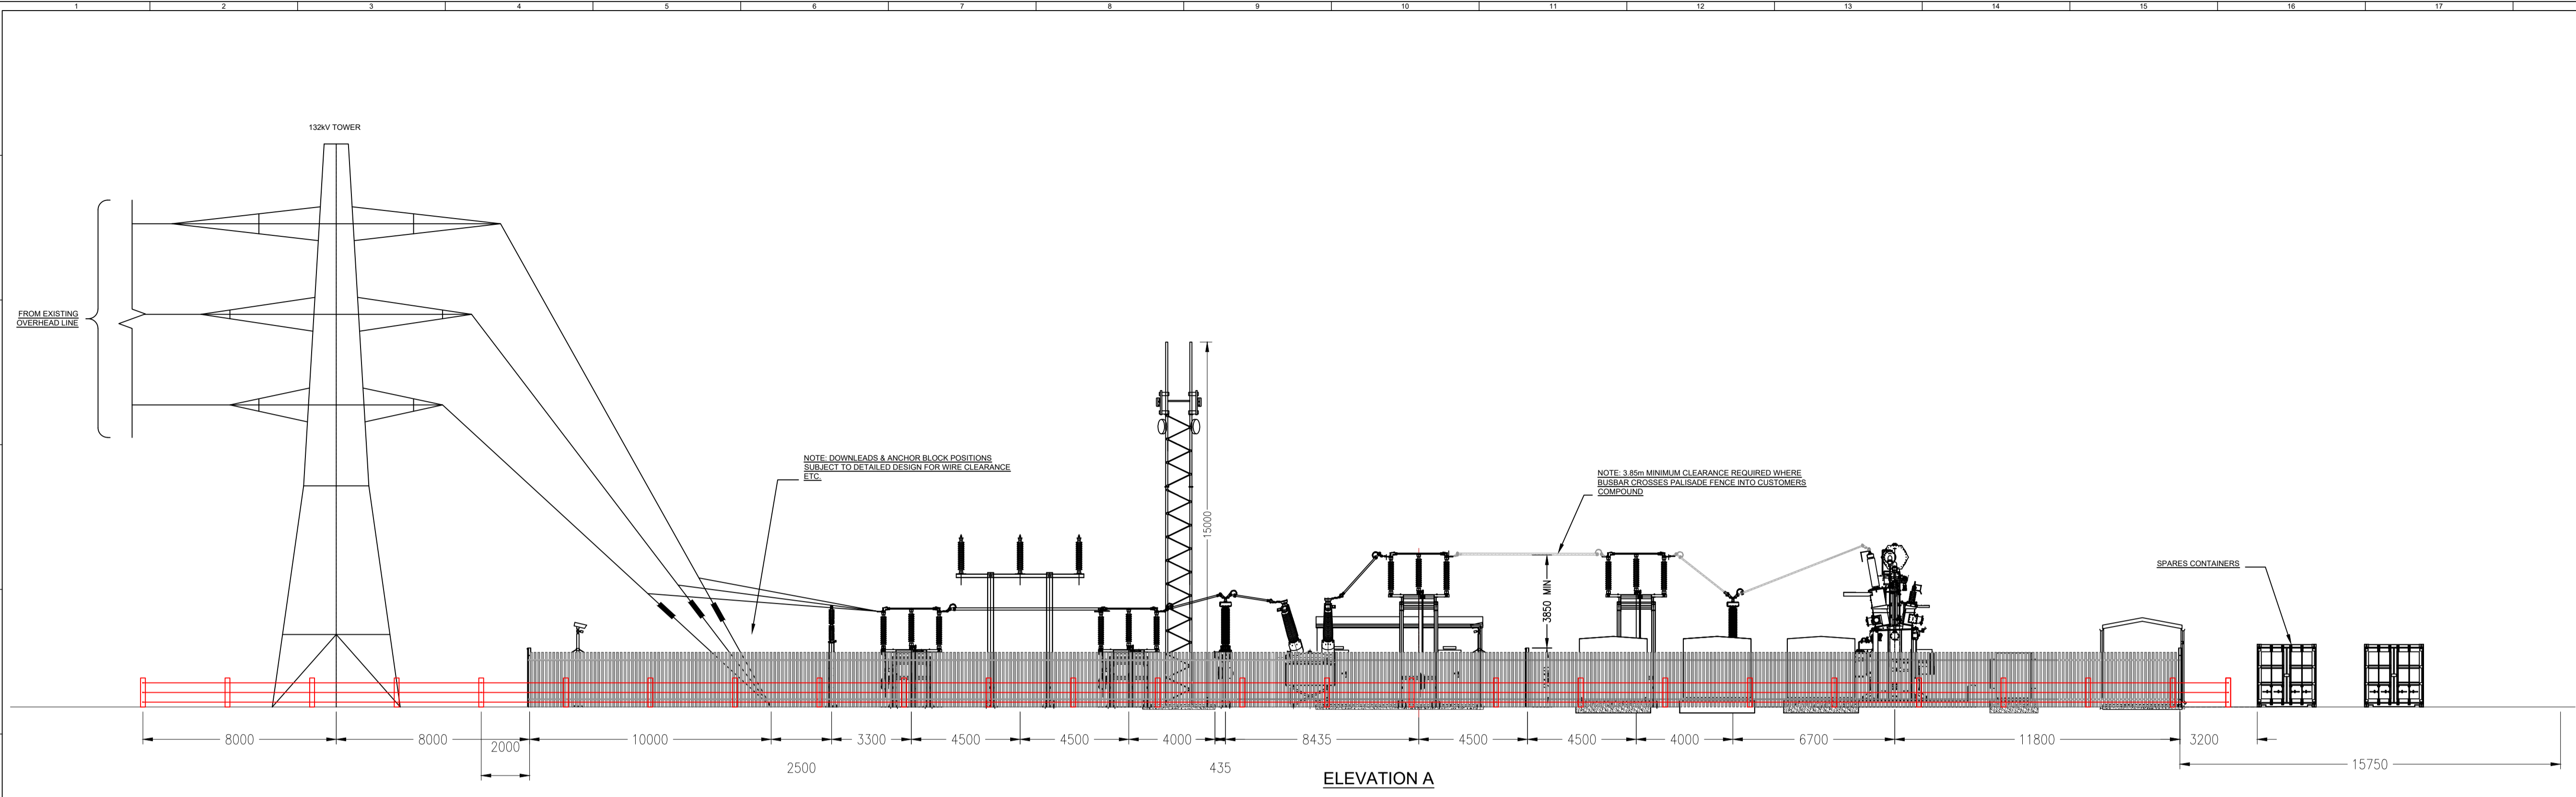 1 2 3 4 5 6 7 8 9 10 11 12 13 14 15 16 17
132kV TOWER
FROM EXISTING
OVERHEAD LINE
NOTE: DOWNLEADS & ANCHOR BLOCK POSITIONS
SUBJECT TO DETAILED DESIGN FOR WIRE CLEARANCE
ETC.
15000
NOTE: 3.85m MINIMUM CLEARANCE REQUIRED WHERE
BUSBAR CROSSES PALISADE FENCE INTO CUSTOMERS
COMPOUND
3850 MIN
SPARES CONTAINERS
8000 8000 2000 10000 3300 4500 4500 4000 8435 4500 4500 4000 6700 11800 3200
2500 435 15750
ELEVATION A